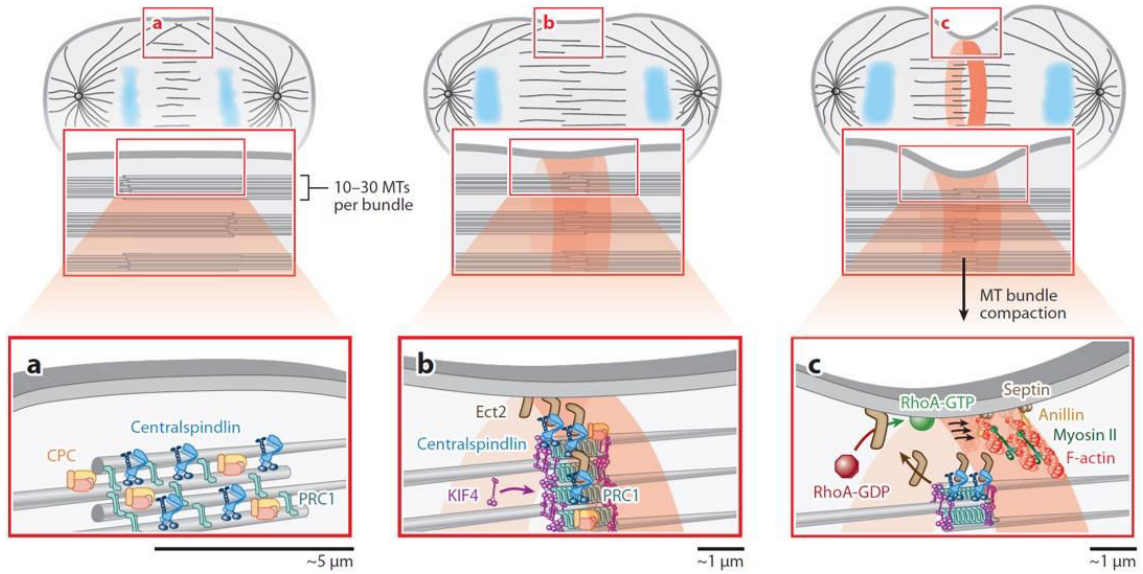 a
b
c
10–30 MTs
per bundle
MT bundle
compaction
a
Centralspindlin
CPC
PRC1
~5 μm
b
Ect2
Centralspindlin
KIF4
PRC1
~1 μm
c
RhoA-GTP
Septin
Anillin
Myosin II
F-actin
RhoA-GDP
~1 μm